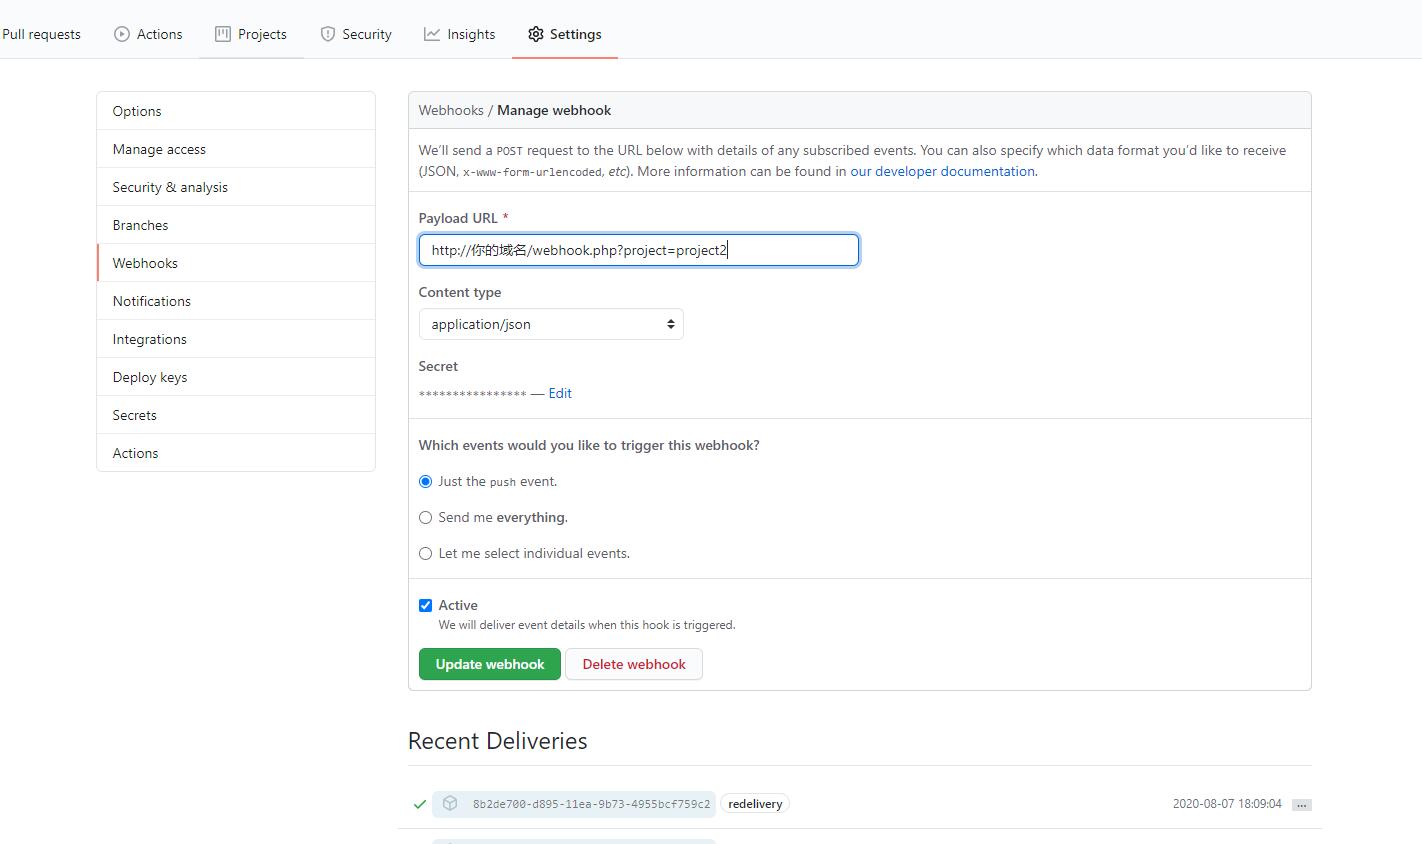 Pull requests Actions Projects Security Insights Settings
Options
Manage access
Security & analysis
Branches
Webhooks
Notifications
Integrations
Deploy keys
Secrets
Actions
Webhooks / Manage webhook
We'll send a POST request to the URL below with details of any subscribed events. You can also specify which data format you'd like to receive
(JSON, x-www-form-urlencoded, etc). More information can be found in our developer documentation.
Payload URL *
http://你的域名/webhook.php?project=project2
Content type
application/json
Secret
**************** — Edit
Which events would you like to trigger this webhook?
Just the push event.
Send me everything.
Let me select individual events.
Active
We will deliver event details when this hook is triggered.
Update webhook Delete webhook
Recent Deliveries
8b2de700-d895-11ea-9b73-4955bcf759c2 redelivery 2020-08-07 18:09:04 ...